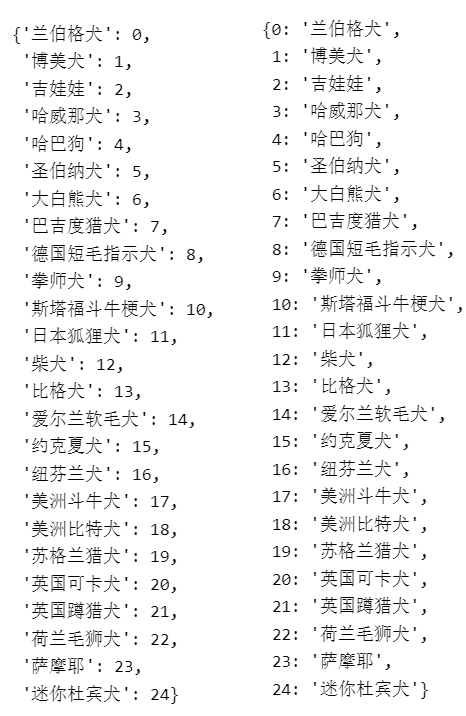 {'兰伯格犬': 0,
'博美犬': 1,
'吉娃娃': 2,
'哈威那犬': 3,
'哈巴狗': 4,
'圣伯纳犬': 5,
'大白熊犬': 6,
'巴吉度猎犬': 7,
'德国短毛指示犬': 8,
'拳师犬': 9,
'斯塔福斗牛梗犬': 10,
'日本狐狸犬': 11,
'柴犬': 12,
'比格犬': 13,
'爱尔兰软毛犬': 14,
'约克夏犬': 15,
'纽芬兰犬': 16,
'美洲斗牛犬': 17,
'美洲比特犬': 18,
'苏格兰猎犬': 19,
'英国可卡犬': 20,
'英国蹲猎犬': 21,
'荷兰毛狮犬': 22,
'萨摩耶': 23,
'迷你杜宾犬': 24}
{0: '兰伯格犬',
1: '博美犬',
2: '吉娃娃',
3: '哈威那犬',
4: '哈巴狗',
5: '圣伯纳犬',
6: '大白熊犬',
7: '巴吉度猎犬',
8: '德国短毛指示犬',
9: '拳师犬',
10: '斯塔福斗牛梗犬',
11: '日本狐狸犬',
12: '柴犬',
13: '比格犬',
14: '爱尔兰软毛犬',
15: '约克夏犬',
16: '纽芬兰犬',
17: '美洲斗牛犬',
18: '美洲比特犬',
19: '苏格兰猎犬',
20: '英国可卡犬',
21: '英国蹲猎犬',
22: '荷兰毛狮犬',
23: '萨摩耶',
24: '迷你杜宾犬'}